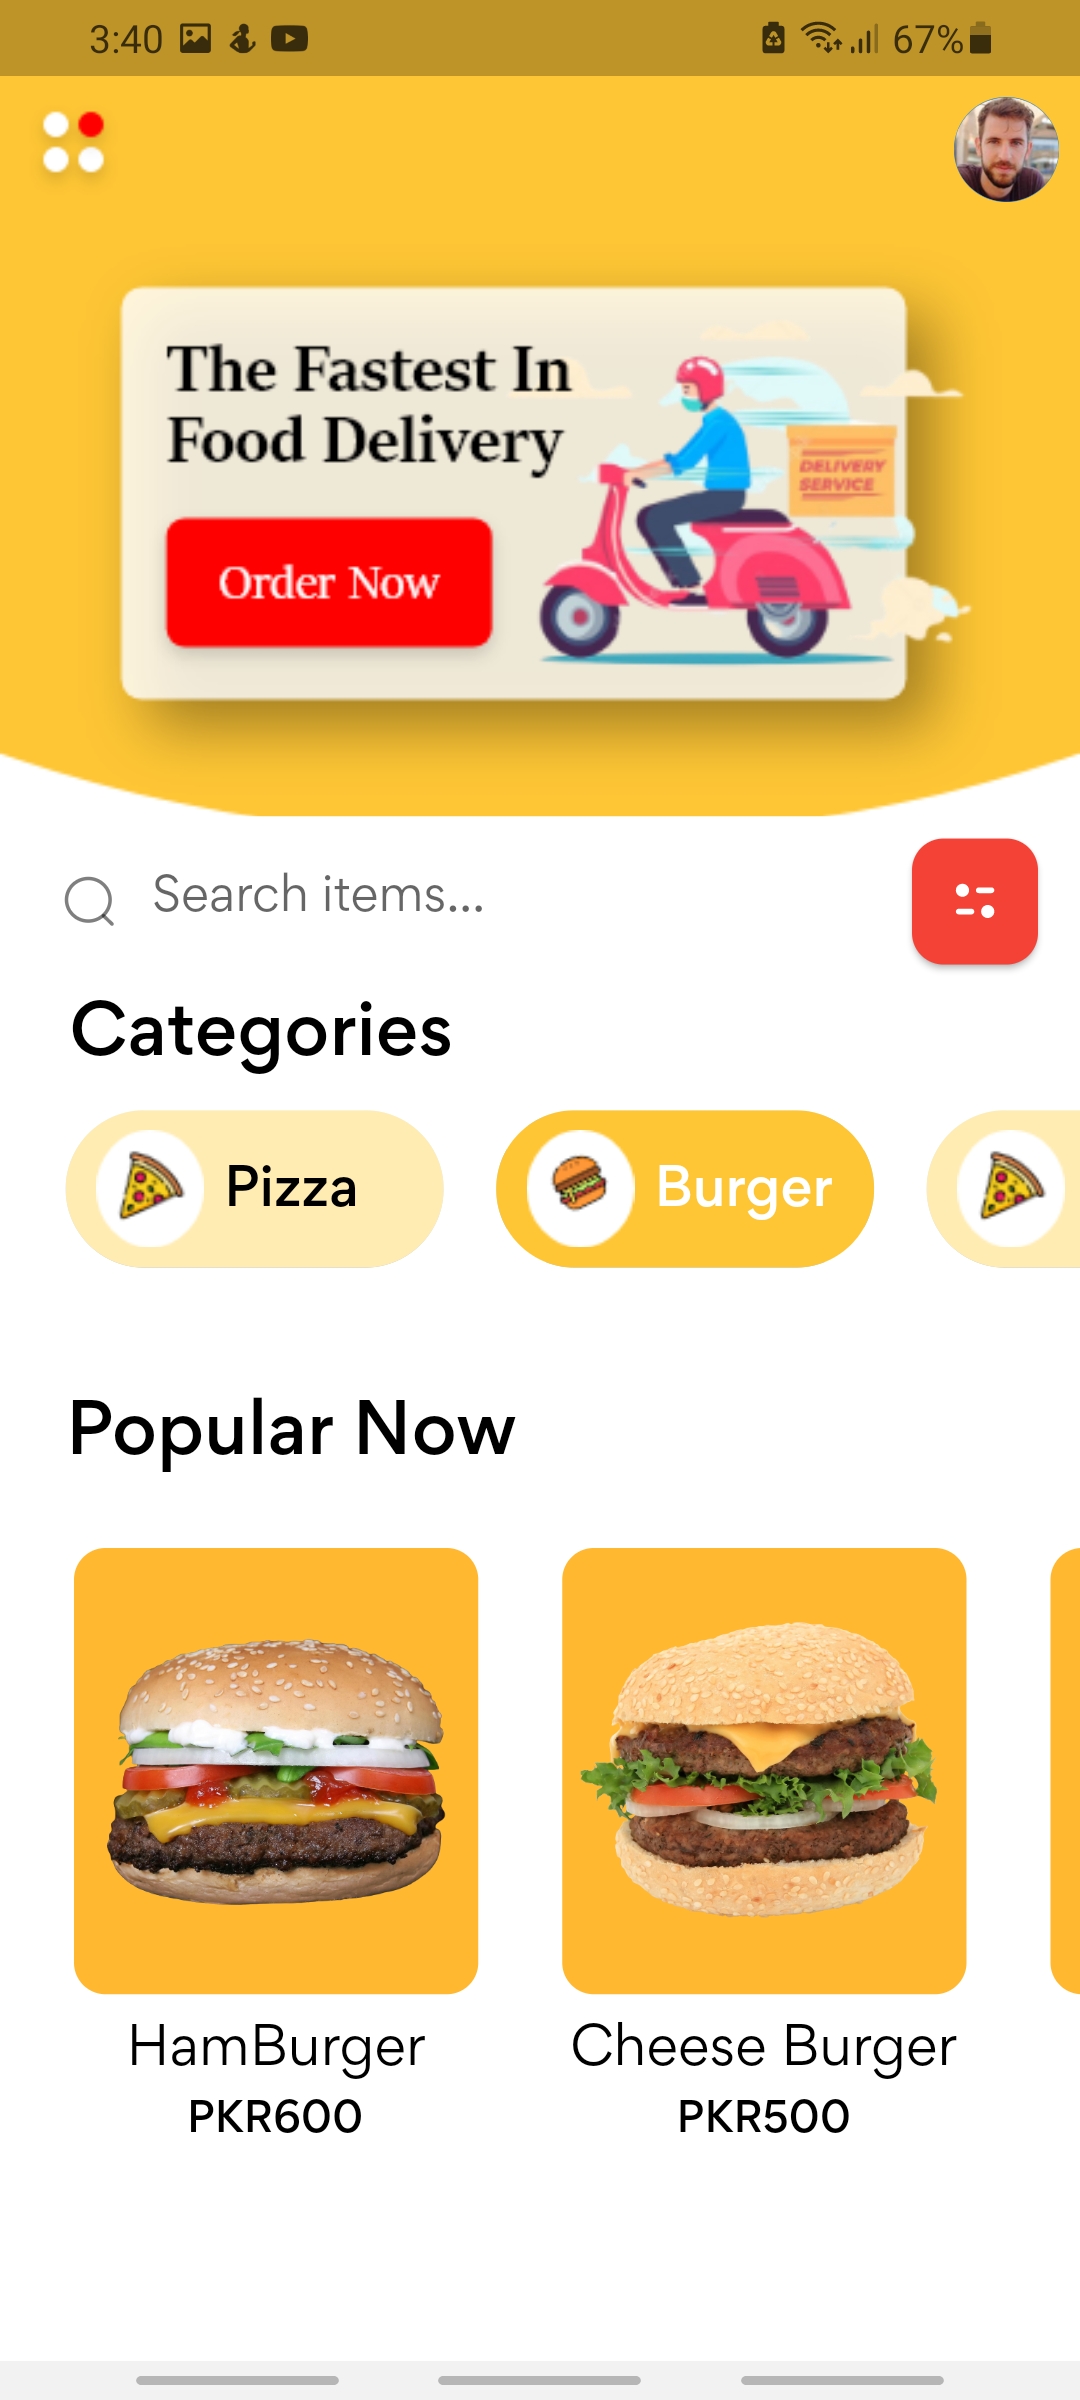 3:40
67%
The Fastest In
Food Delivery
DELIVERY
SERVICE
Order Now
Search items...
Categories
Pizza
Burger
Popular Now
HamBurger
Cheese Burger
PKR600
PKR500